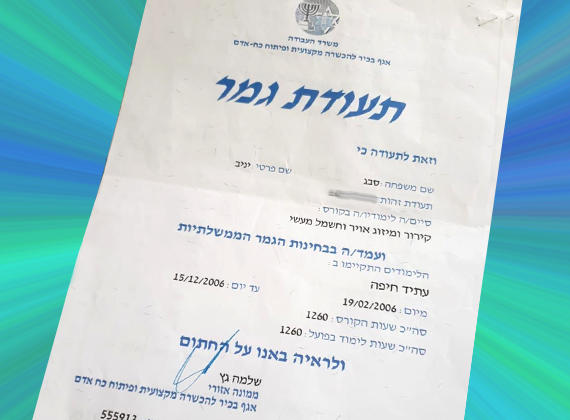 משרד העבודה
אגף בכיר להכשרה מקצועית ופיתוח כח-אדם
תעודת גמר
וזאת לתעודה כי
שם משפחה: סבג שם פרטי: יניב
תעודת זהות:
סיים/ה לימודיו/ה בקורס:
קירור ומיזוג אויר וחשמל מעשי
ועמד/ה בבחינות הגמר הממשלתיות
הלימודים התקיימו ב:
עתיד חיפה
מיום: 19/02/2006 עד יום: 15/12/2006
סה"כ שעות הקורס: 1260
סה"כ שעות לימוד בפועל: 1260
ולראיה באנו על החתום
שלמה גץ
ממונה אזורי
אגף בכיר להכשרה מקצועית ופיתוח כח אדם
555913